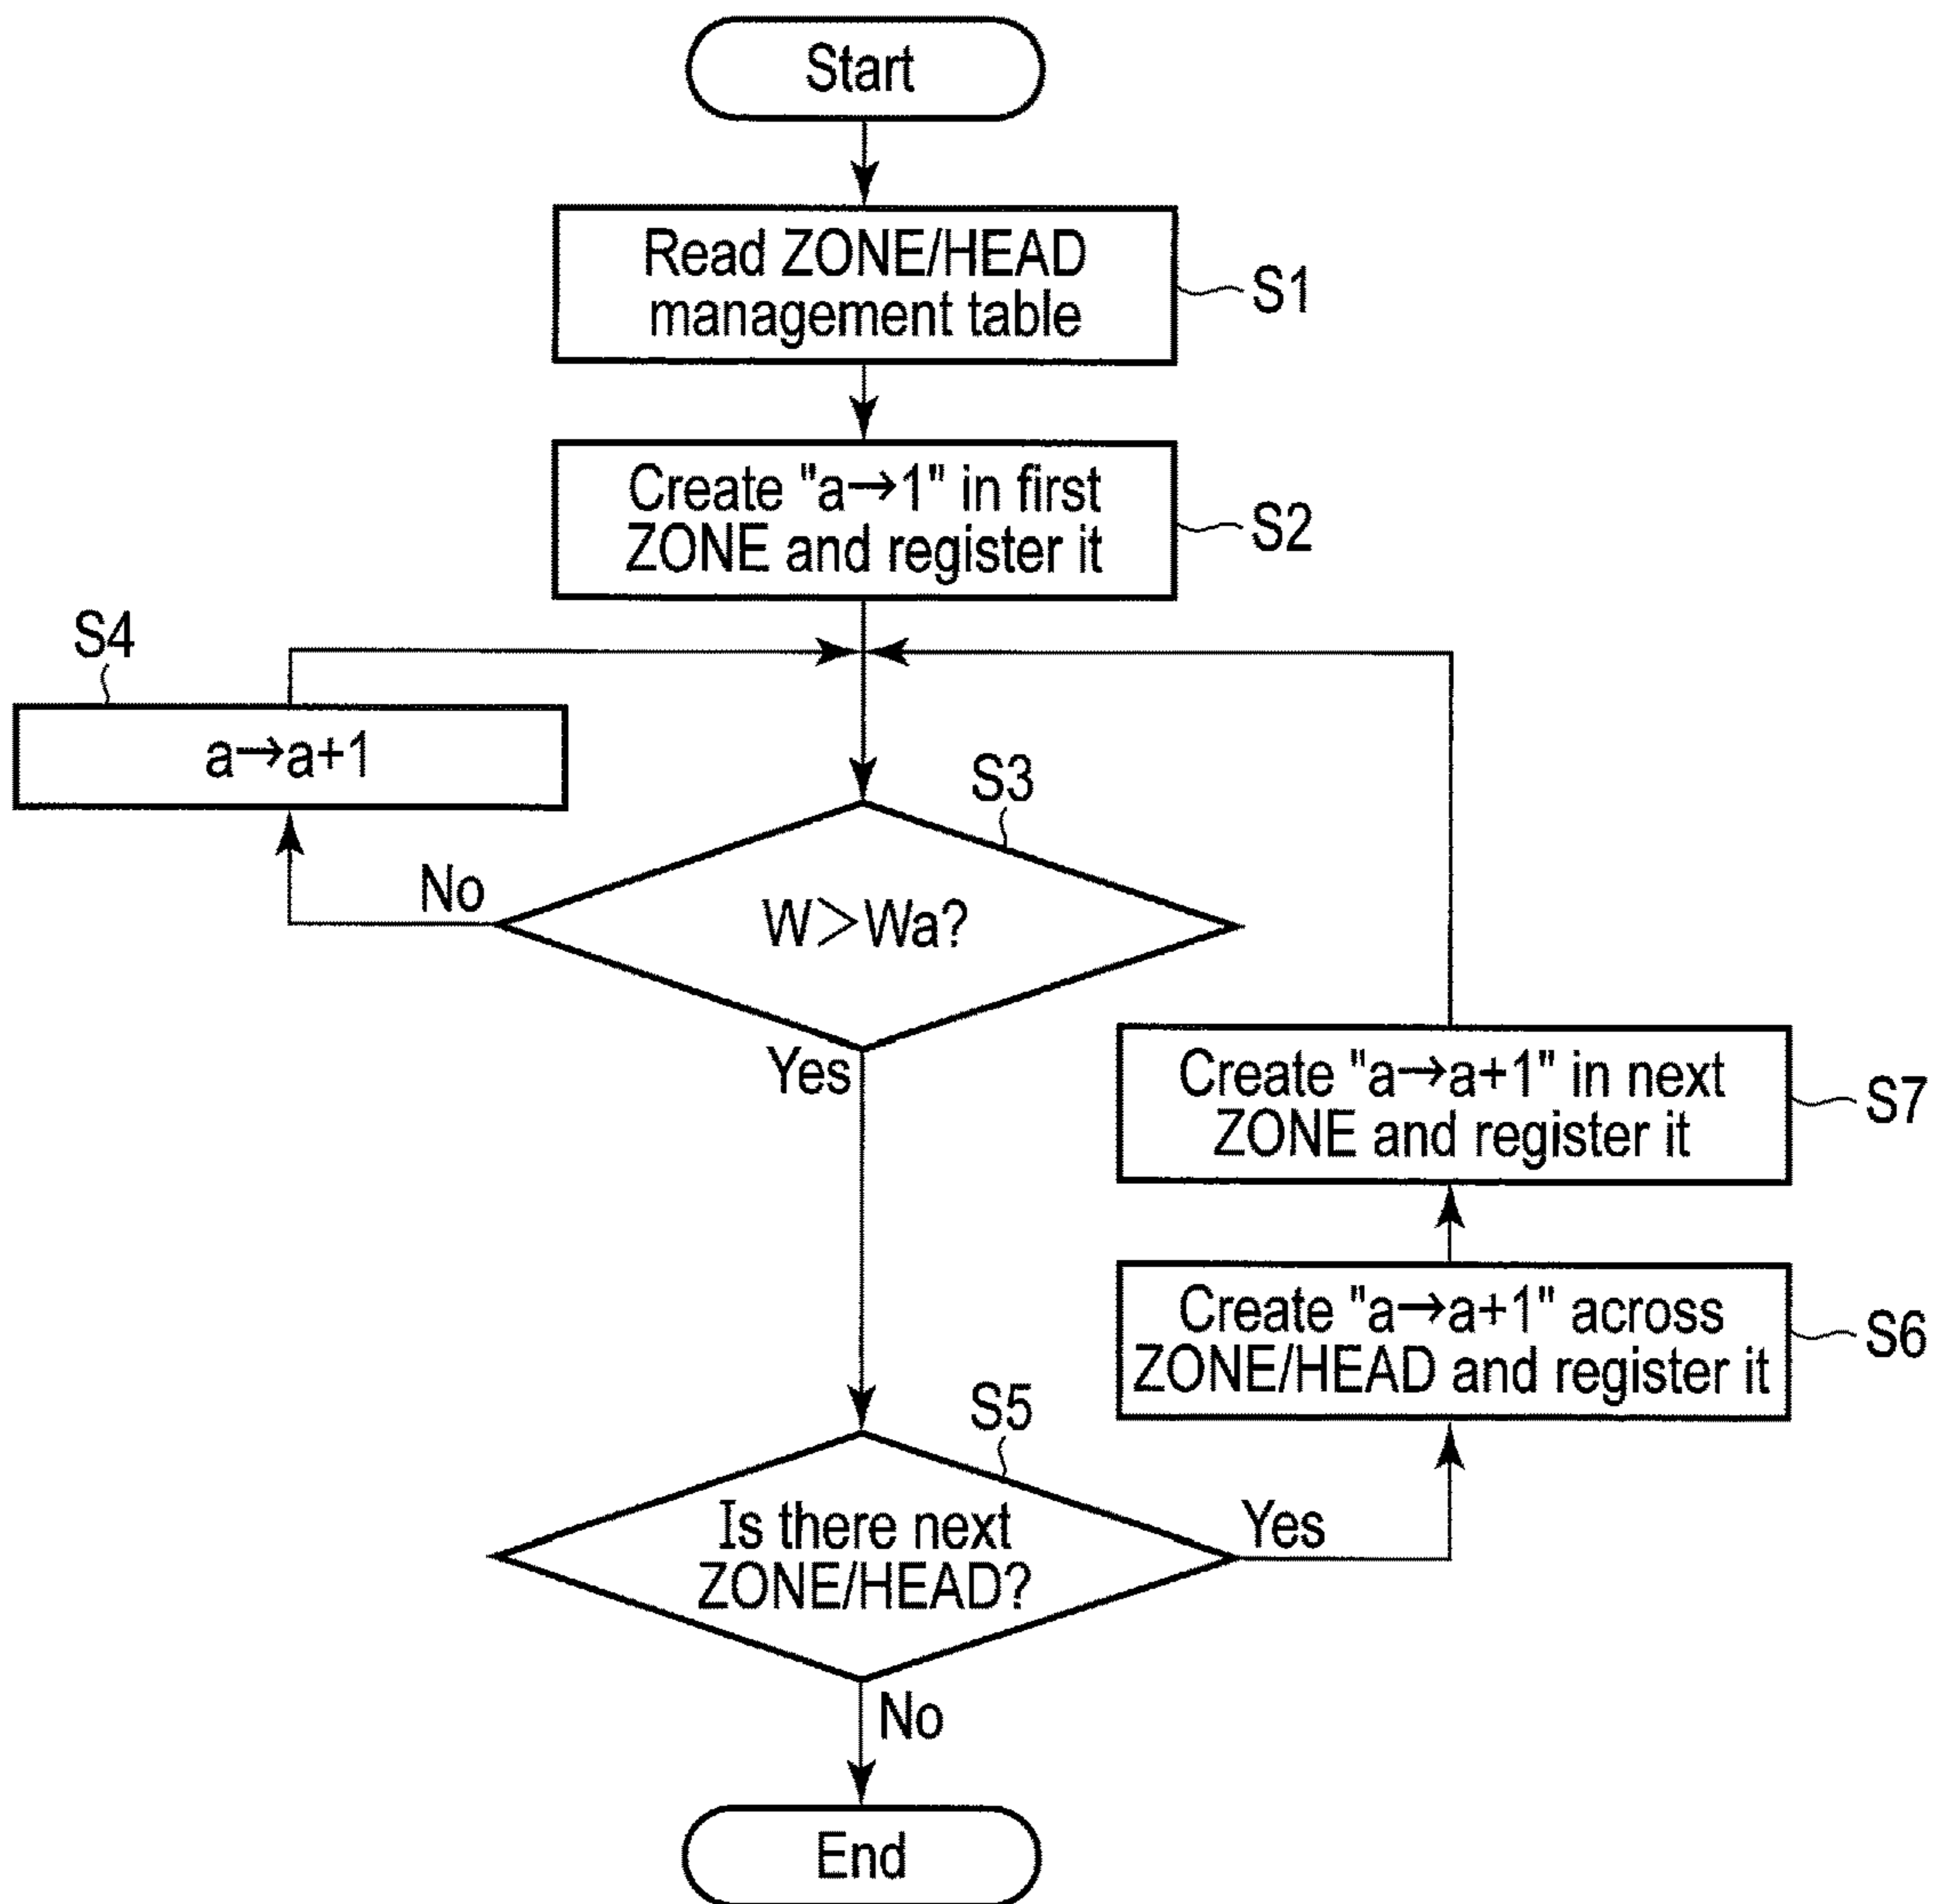 Start
Read ZONE/HEAD
management table
S1
Create "a→1" in first
ZONE and register it
S2
S4
a→a+1
S3
No
W>Wa?
Yes
Create "a→a+1" in next
ZONE and register it
S7
Create "a→a+1" across
ZONE/HEAD and register it
S6
S5
Is there next
ZONE/HEAD?
Yes
No
End